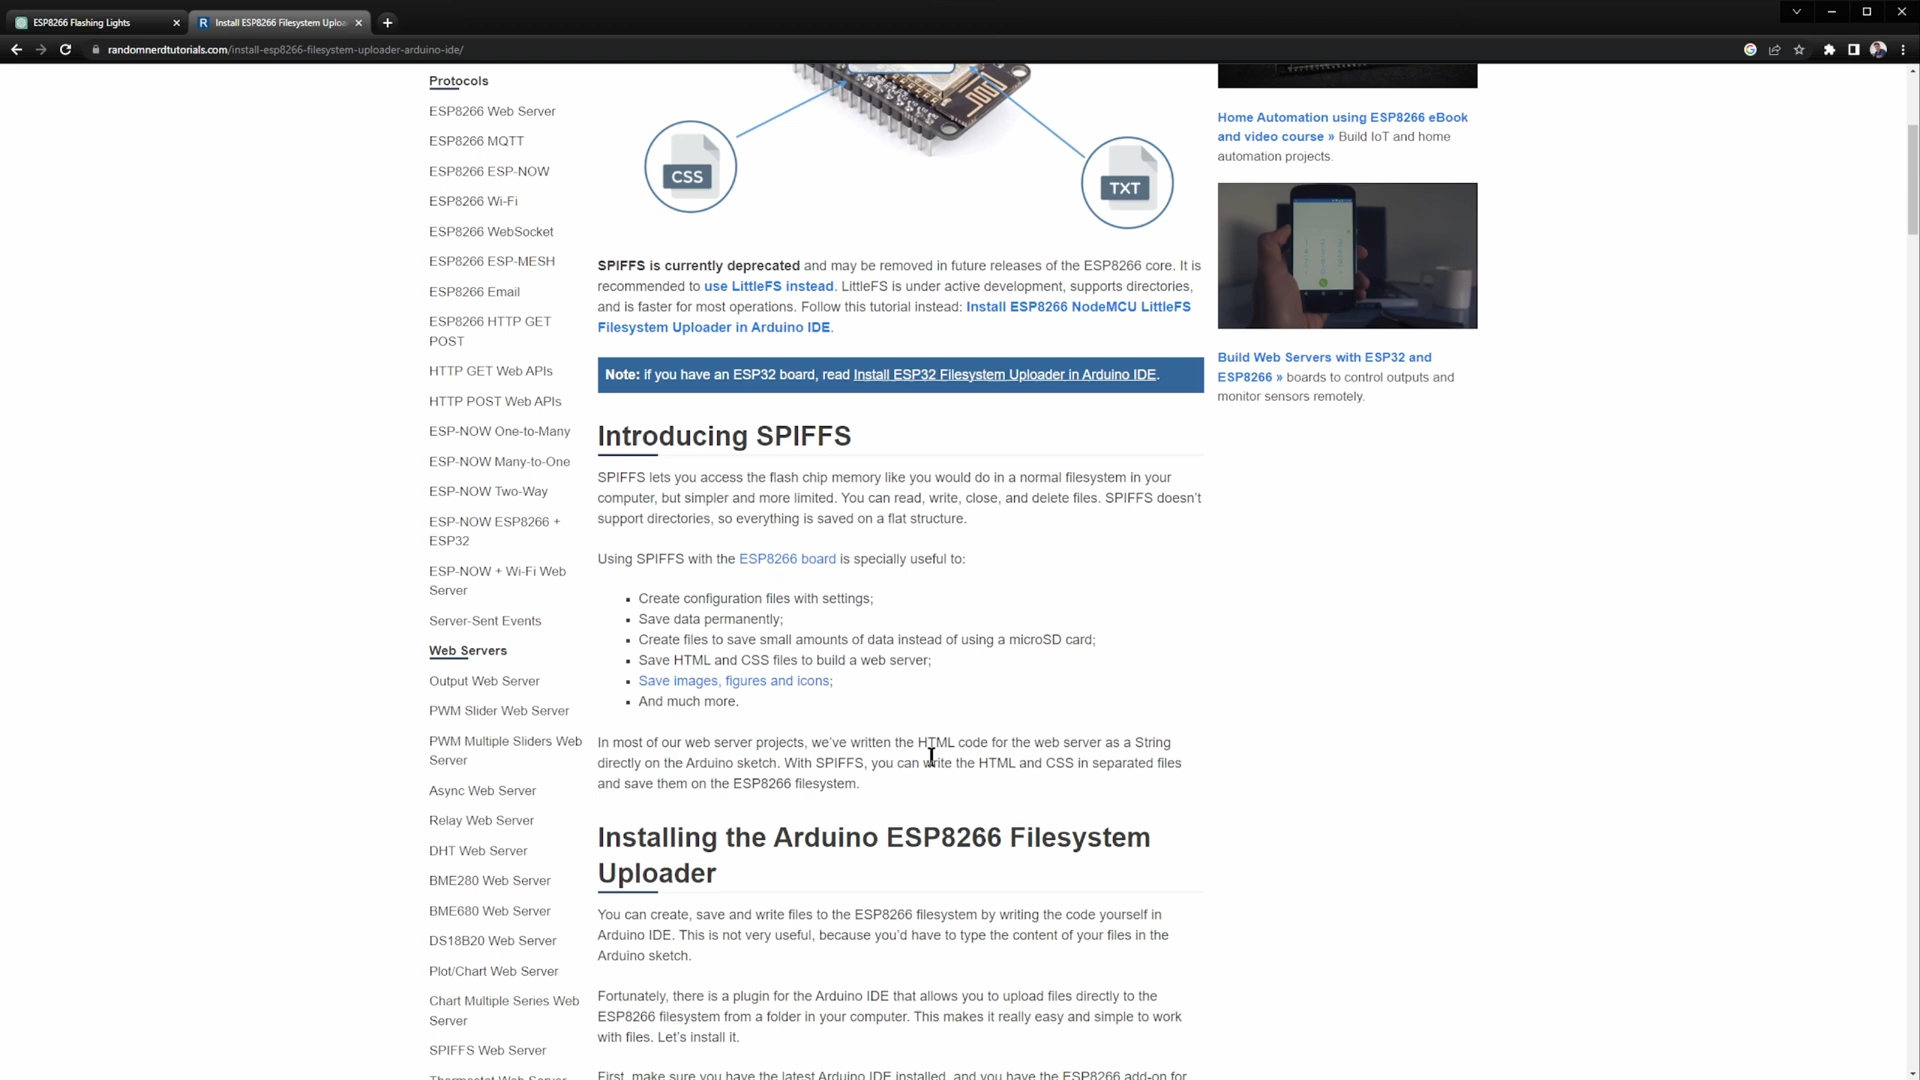 ESP8266 Flashing Lights
Install ESP8266 Filesystem Uploa
randomnerdtutorials.com/install-esp8266-filesystem-uploader-arduino-ide/
Protocols
ESP8266 Web Server
ESP8266 MQTT
ESP8266 ESP-NOW
ESP8266 Wi-Fi
ESP8266 WebSocket
ESP8266 ESP-MESH
ESP8266 Email
ESP8266 HTTP GET
POST
HTTP GET Web APIs
HTTP POST Web APIs
ESP-NOW One-to-Many
ESP-NOW Many-to-One
ESP-NOW Two-Way
ESP-NOW ESP8266 +
ESP32
ESP-NOW + Wi-Fi Web
Server
Server-Sent Events
Web Servers
Output Web Server
PWM Slider Web Server
PWM Multiple Sliders Web
Server
Async Web Server
Relay Web Server
DHT Web Server
BME280 Web Server
BME680 Web Server
DS18B20 Web Server
Plot/Chart Web Server
Chart Multiple Series Web
Server
SPIFFS Web Server
Thermostat Web Server
CSS
TXT
SPIFFS is currently deprecated and may be removed in future releases of the ESP8266 core. It is
recommended to use LittleFS instead. LittleFS is under active development, supports directories,
and is faster for most operations. Follow this tutorial instead: Install ESP8266 NodeMCU LittleFS
Filesystem Uploader in Arduino IDE.
Note: if you have an ESP32 board, read Install ESP32 Filesystem Uploader in Arduino IDE.
Introducing SPIFFS
SPIFFS lets you access the flash chip memory like you would do in a normal filesystem in your
computer, but simpler and more limited. You can read, write, close, and delete files. SPIFFS doesn't
support directories, so everything is saved on a flat structure.
Using SPIFFS with the ESP8266 board is specially useful to:
▪ Create configuration files with settings;
▪ Save data permanently;
▪ Create files to save small amounts of data instead of using a microSD card;
▪ Save HTML and CSS files to build a web server;
▪ Save images, figures and icons;
▪ And much more.
In most of our web server projects, we've written the HTML code for the web server as a String
directly on the Arduino sketch. With SPIFFS, you can write the HTML and CSS in separated files
and save them on the ESP8266 filesystem.
Installing the Arduino ESP8266 Filesystem
Uploader
You can create, save and write files to the ESP8266 filesystem by writing the code yourself in
Arduino IDE. This is not very useful, because you'd have to type the content of your files in the
Arduino sketch.
Fortunately, there is a plugin for the Arduino IDE that allows you to upload files directly to the
ESP8266 filesystem from a folder in your computer. This makes it really easy and simple to work
with files. Let's install it.
First, make sure you have the latest Arduino IDE installed, and you have the ESP8266 add-on for
Home Automation using ESP8266 eBook
and video course » Build IoT and home
automation projects.
Build Web Servers with ESP32 and
ESP8266 » boards to control outputs and
monitor sensors remotely.